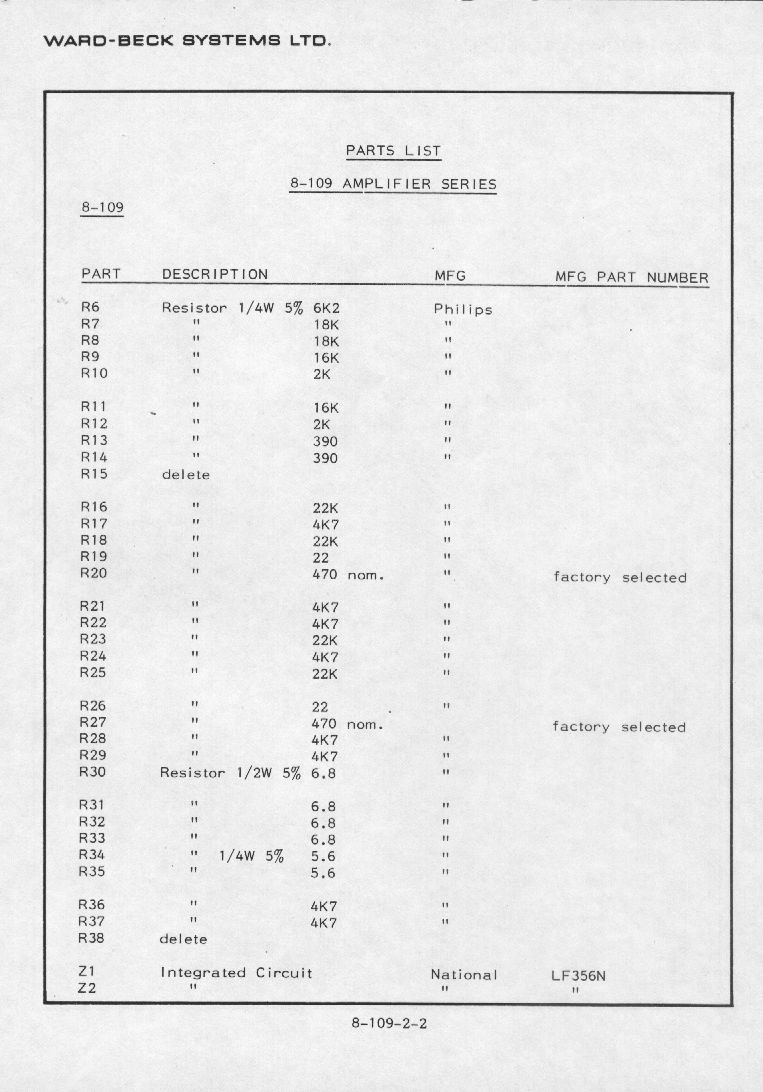 WARD-BECK SYSTEMS LTD.
PARTS LIST
8-109 AMPLIFIER SERIES
8-109
PART DESCRIPTION MFG MFG PART NUMBER
R6 Resistor 1/4W 5% 6K2 Philips
R7 " 18K "
R8 " 18K "
R9 " 16K "
R10 " 2K "
R11 " 16K "
R12 " 2K "
R13 " 390 "
R14 " 390 "
R15 delete
R16 " 22K "
R17 " 4K7 "
R18 " 22K "
R19 " 22 "
R20 " 470 nom. " factory selected
R21 " 4K7 "
R22 " 4K7 "
R23 " 22K "
R24 " 4K7 "
R25 " 22K "
R26 " 22 "
R27 " 470 nom. factory selected
R28 " 4K7 "
R29 " 4K7 "
R30 Resistor 1/2W 5% 6.8 "
R31 " 6.8 "
R32 " 6.8 "
R33 " 6.8 "
R34 " 1/4W 5% 5.6 "
R35 " 5.6 "
R36 " 4K7 "
R37 " 4K7 "
R38 delete
Z1 Integrated Circuit National LF356N
Z2 " " "
8-109-2-2